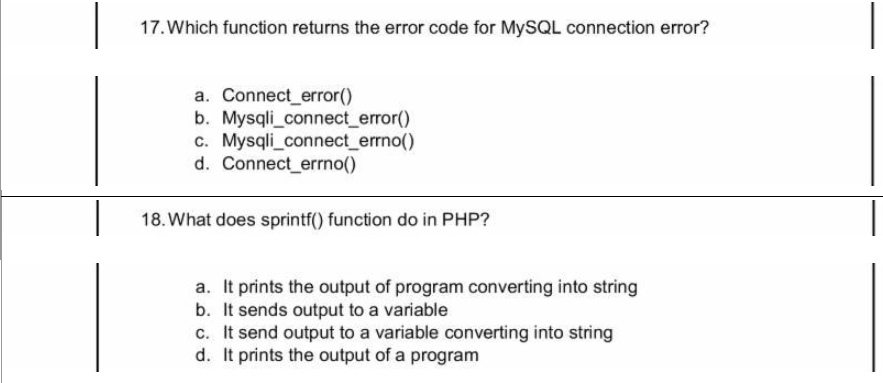 17. Which function returns the error code for MySQL connection error?
a. Connect_error()
b. Mysqli_connect_error()
c. Mysqli_connect_errno()
d. Connect_errno()
18. What does sprintf() function do in PHP?
a. It prints the output of program converting into string
b. It sends output to a variable
c. It send output to a variable converting into string
d. It prints the output of a program